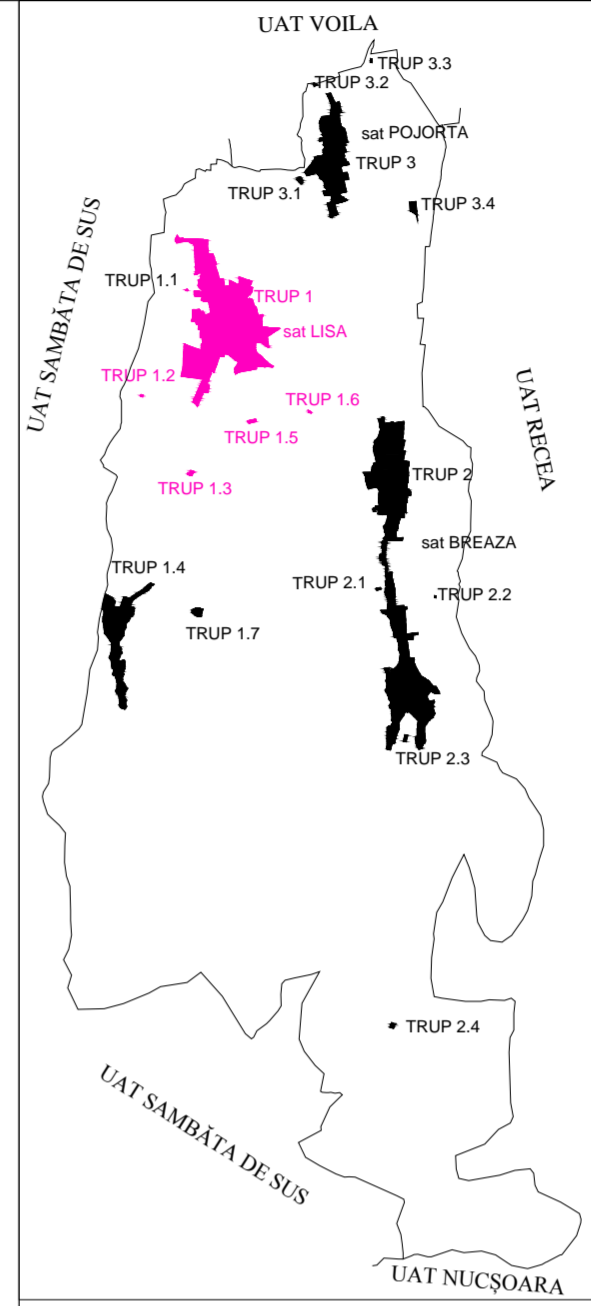 UAT VOILA
TRUP 3.3
TRUP 3.2
sat POJORTA
TRUP 3
TRUP 3.1
TRUP 3.4
UAT SAMBĂTA DE SUS
TRUP 1.1
TRUP 1
sat LISA
TRUP 1.2
TRUP 1.6
UAT RECEA
TRUP 1.5
TRUP 2
TRUP 1.3
sat BREAZA
TRUP 1.4
TRUP 2.1
TRUP 2.2
TRUP 1.7
TRUP 2.3
TRUP 2.4
UAT SAMBĂTA DE SUS
UAT NUCȘOARA